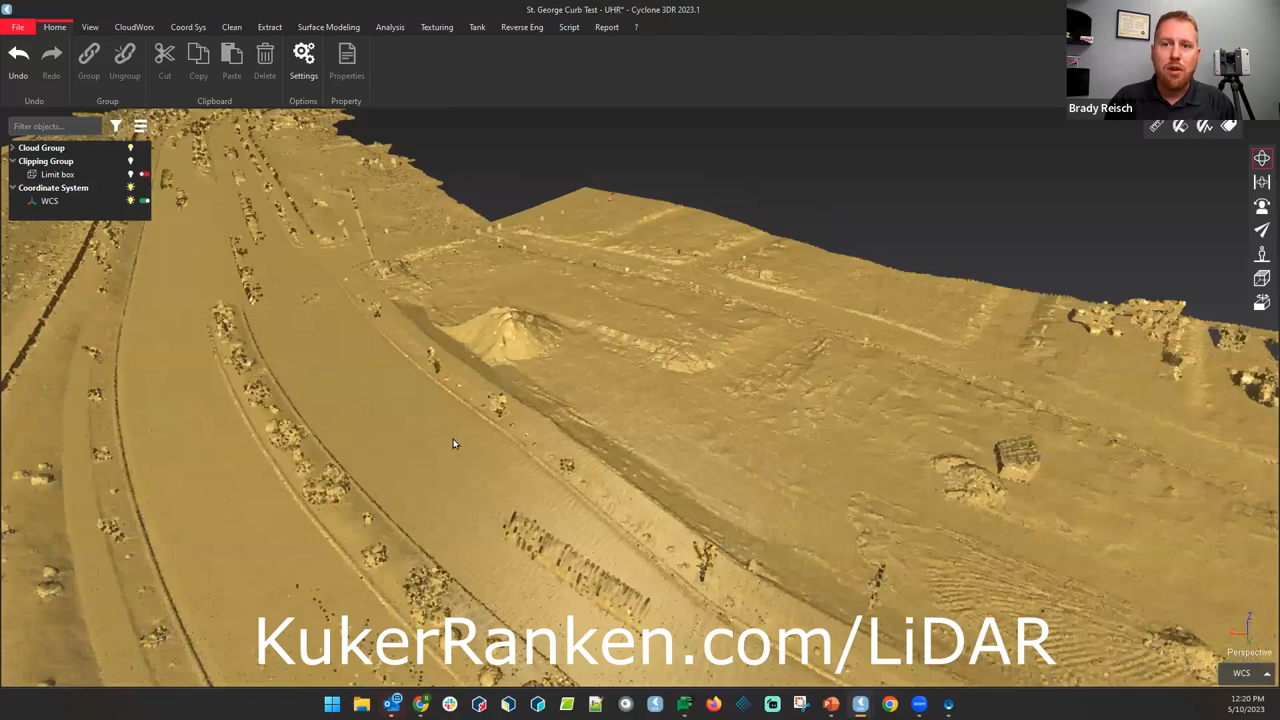 St. George Curb Test - UHR* - Cyclone 3DR 2023.1
File Home View CloudWorx Coord Sys Clean Extract Surface Modeling Analysis Texturing Tank Reverse Eng Script Report ?
Undo Redo Group Ungroup Cut Copy Paste Delete Settings Properties
Undo Group Clipboard Options Property
Brady Reisch
Filter objects...
Cloud Group
Clipping Group
Limit box
Coordinate System
WCS
KukerRanken.com/LiDAR
Z
Perspective
WCS
12:20 PM
5/10/2023